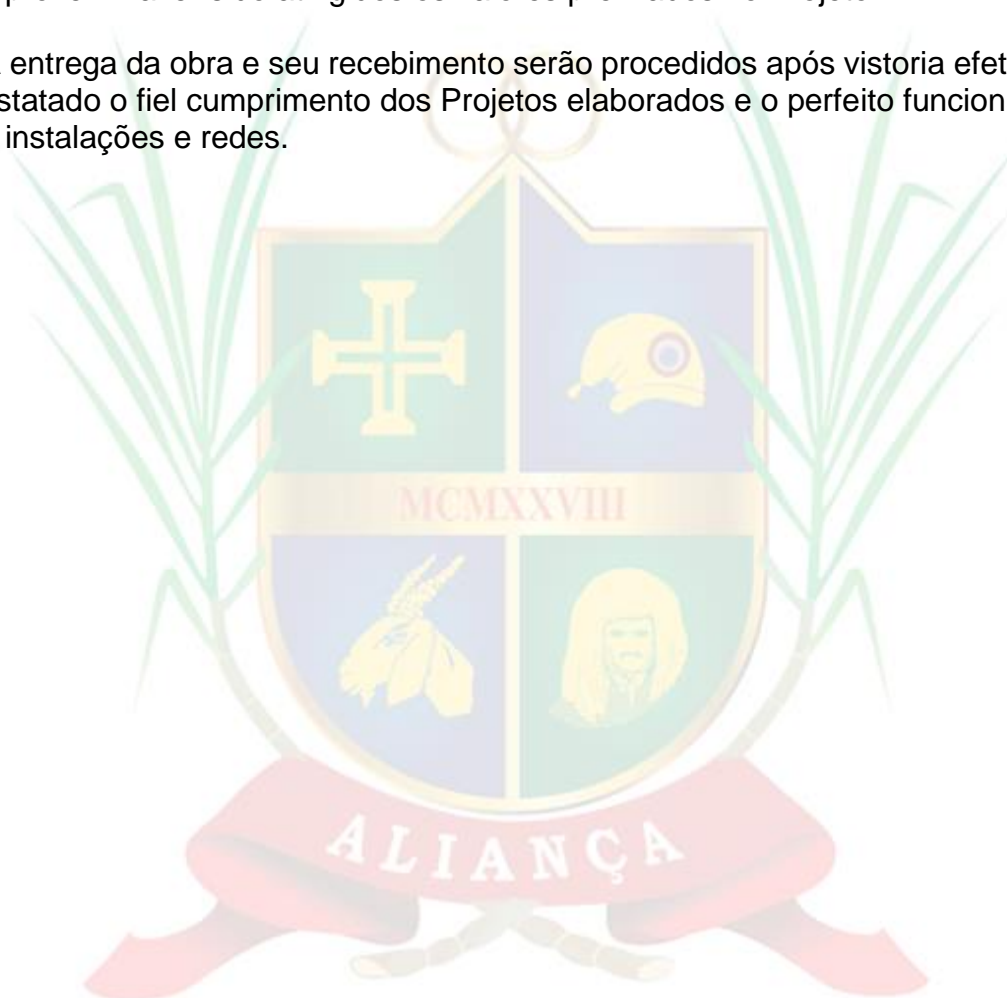 entrega da obra e seu recebimento serão procedidos após vistoria efet
statado o fiel cumprimento dos Projetos elaborados e o perfeito funcion
instalações e redes.
MCMXXVIII
ALIANÇA